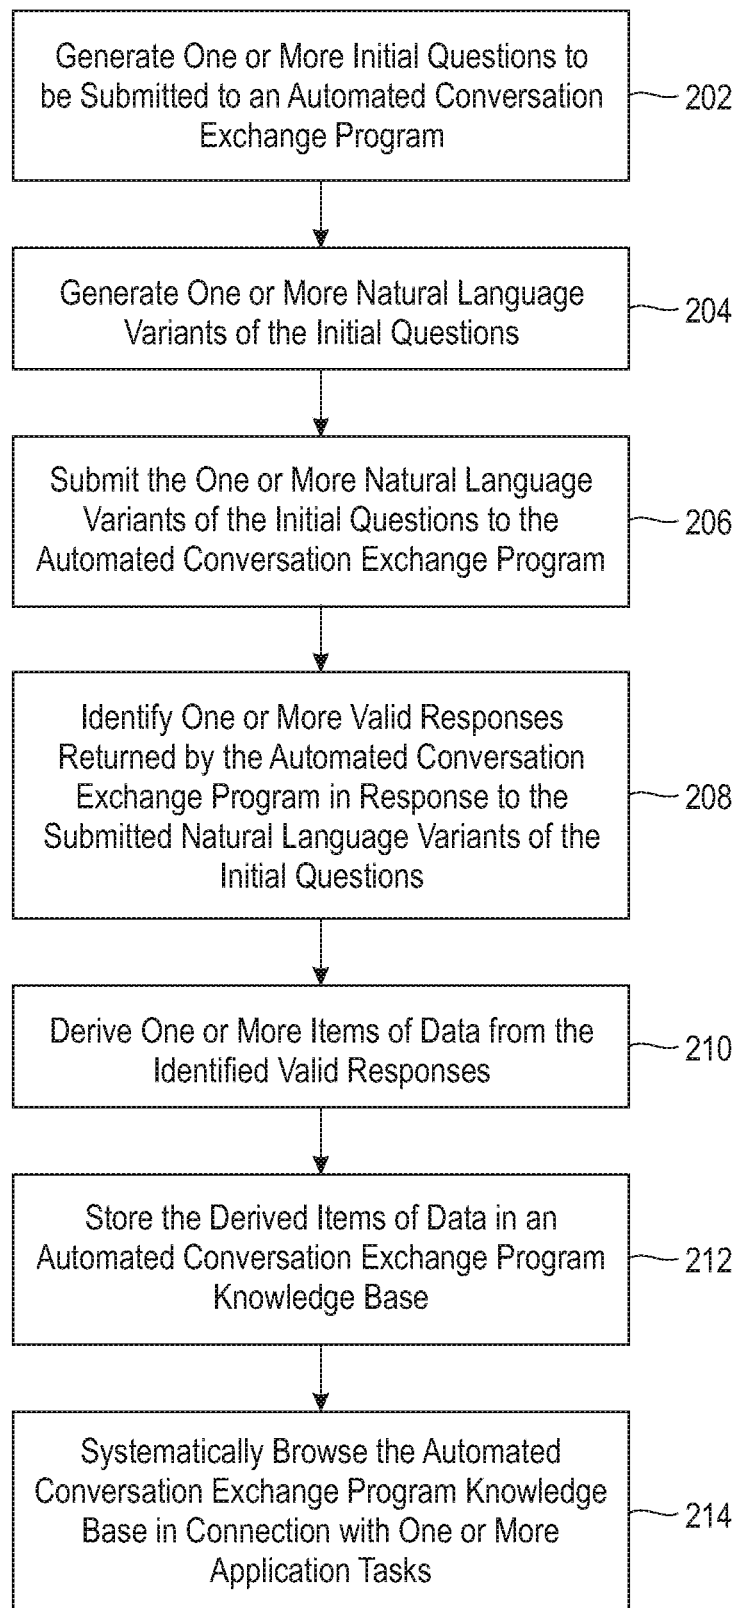 Generate One or More Initial Questions to
be Submitted to an Automated Conversation
Exchange Program
202
Generate One or More Natural Language
Variants of the Initial Questions
204
Submit the One or More Natural Language
Variants of the Initial Questions to the
Automated Conversation Exchange Program
206
Identify One or More Valid Responses
Returned by the Automated Conversation
Exchange Program in Response to the
Submitted Natural Language Variants of the
Initial Questions
208
Derive One or More Items of Data from the
Identified Valid Responses
210
Store the Derived Items of Data in an
Automated Conversation Exchange Program
Knowledge Base
212
Systematically Browse the Automated
Conversation Exchange Program Knowledge
Base in Connection with One or More
Application Tasks
214